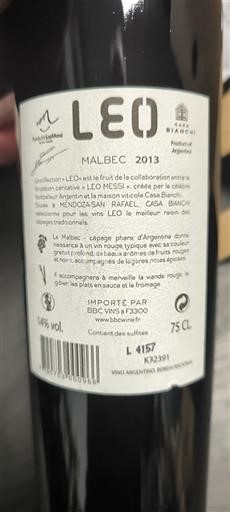 LEO
CASA
BIANCHI
Product of
Argentina
MALBEC 2013
La collection « LEO» est le fruit de la collaboration entre la
fondation caritative « LEO MESSI », créée par le célèbre
footballeur Argentin et la maison viticole Casa Bianchi.
Située à MENDOZA-SAN RAFAEL, CASA BIANCHI
sélectionne pour les vins LEO le meilleur raisin des
cépages traditionnels.
Le Malbec - cépage phare d'Argentine donne
naissance à un vin rouge typique avec sa couleur
grenat profond, de beaux arômes de fruits rouges
et noirs, accompagnés de légères notes épicées
Il accompagnera à merveille la viande rouge
les plats en sauce et le fromage
IMPORTÉ PAR
BBC VINS à F3300
www.bbcwine.fr
14% vol.
Contient des sulfites
75 CL.
L 4157
K32391
VINO ARGENTINO, BEBIDA NACIONAL